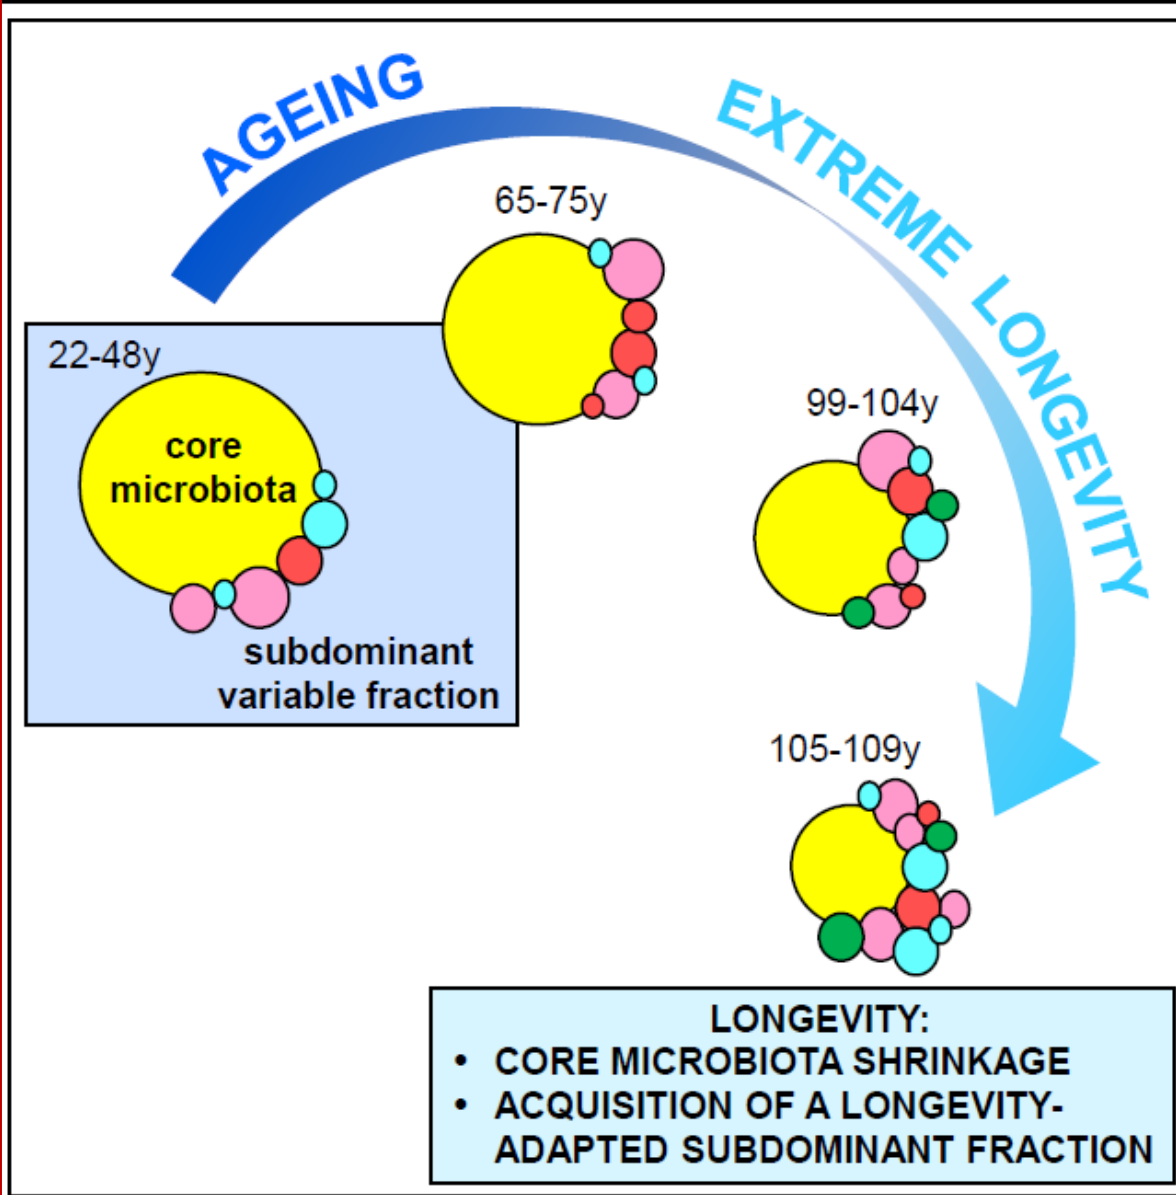 AGEING
EXTREME LONGEVITY
65-75y
22-48y
core
microbiota
subdominant
variable fraction
99-104y
105-109y
LONGEVITY:
• CORE MICROBIOTA SHRINKAGE
• ACQUISITION OF A LONGEVITY-
ADAPTED SUBDOMINANT FRACTION